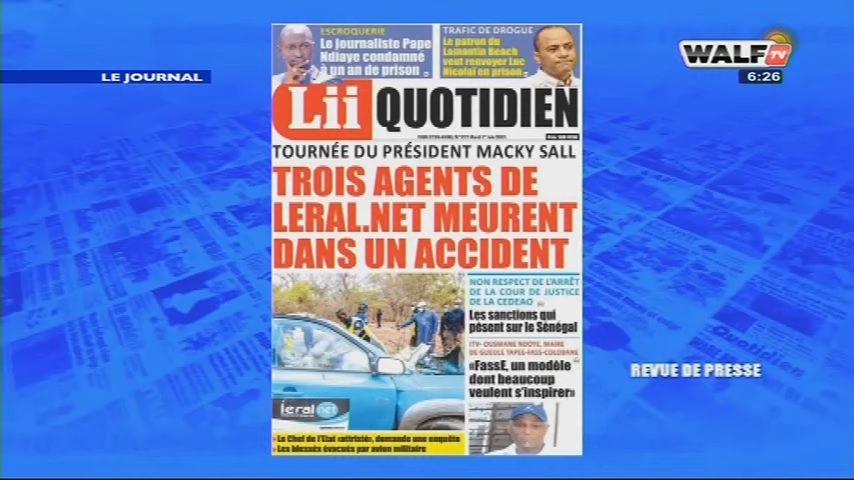 LE JOURNAL
WALF TV
6:26
ESCROQUERIE
Le journaliste Pape
Ndiaye condamné
à un an de prison
TRAFIC DE DROGUE
Le patron du
Lamantin Beach
veut renvoyer Luc
Nicolaï en prison
Lii QUOTIDIEN
TOURNÉE DU PRÉSIDENT MACKY SALL
TROIS AGENTS DE
LERAL.NET MEURENT
DANS UN ACCIDENT
NON RESPECT DE L'ARRÊT
DE LA COUR DE JUSTICE
DE LA CEDEAO
Les sanctions qui
pèsent sur le Sénégal
ITV- OUSMANE NDOYE, MAIRE
DE GUEULE TAPEE-FASS-COLOBANE
«FassE, un modèle
dont beaucoup
veulent s'inspirer»
leral.net
Le Chef de l'Etat «attristé», demande une enquête
Les blessés évacués par avion militaire
REVUE DE PRESSE